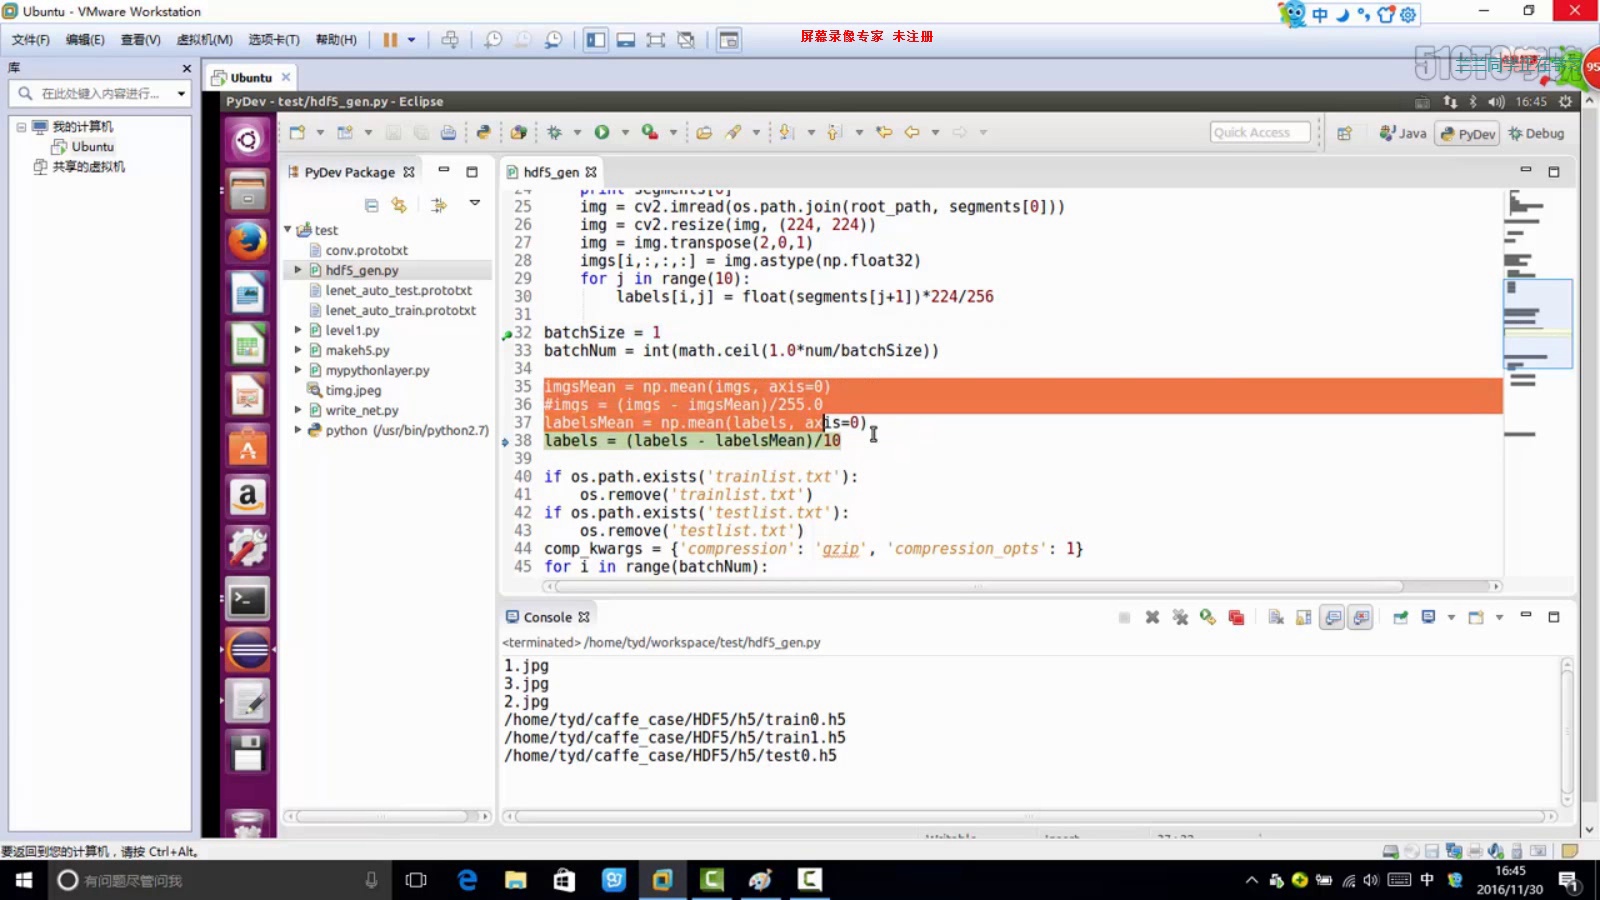 Ubuntu - VMware Workstation
中
文件(F) 编辑(E) 查看(V) 虚拟机(M) 选项卡(T) 帮助(H)
屏幕录像专家 未注册
库
在此处键入内容进行...
我的计算机
Ubuntu
共享的虚拟机
Ubuntu
95
PyDev - test/hdf5_gen.py - Eclipse
16:45
Quick Access
Java
PyDev
Debug
PyDev Package
test
conv.prototxt
hdf5_gen.py
lenet_auto_test.prototxt
lenet_auto_train.prototxt
level1.py
makeh5.py
mypythonlayer.py
timg.jpeg
write_net.py
python (/usr/bin/python2.7)
hdf5_gen
24 print segments[0]
25 img = cv2.imread(os.path.join(root_path, segments[0]))
26 img = cv2.resize(img, (224, 224))
27 img = img.transpose(2,0,1)
28 imgs[i,:,:,:] = img.astype(np.float32)
29 for j in range(10):
30 labels[i,j] = float(segments[j+1])*224/256
31
32 batchSize = 1
33 batchNum = int(math.ceil(1.0*num/batchSize))
34
35 imgsMean = np.mean(imgs, axis=0)
36 #imgs = (imgs - imgsMean)/255.0
37 labelsMean = np.mean(labels, axis=0)
38 labels = (labels - labelsMean)/10
39
40 if os.path.exists('trainlist.txt'):
41 os.remove('trainlist.txt')
42 if os.path.exists('testlist.txt'):
43 os.remove('testlist.txt')
44 comp_kwargs = {'compression': 'gzip', 'compression_opts': 1}
45 for i in range(batchNum):
Console
<terminated> /home/tyd/workspace/test/hdf5_gen.py
1.jpg
3.jpg
2.jpg
/home/tyd/caffe_case/HDF5/h5/train0.h5
/home/tyd/caffe_case/HDF5/h5/train1.h5
/home/tyd/caffe_case/HDF5/h5/test0.h5
要返回到您的计算机，请按 Ctrl+Alt。
有问题尽管问我
中
16:45
2016/11/30
1